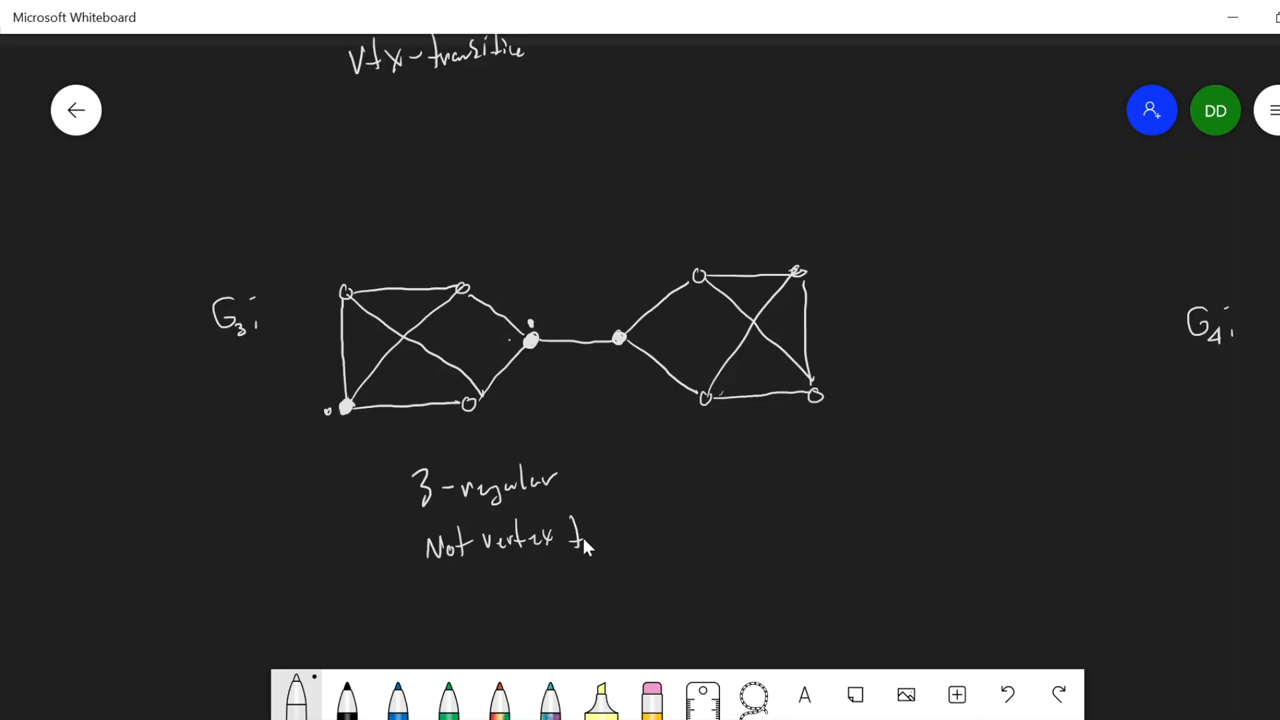 Microsoft Whiteboard
Vtx-transitive
DD
G3:
G4:
3-regular
Not vertex t
A